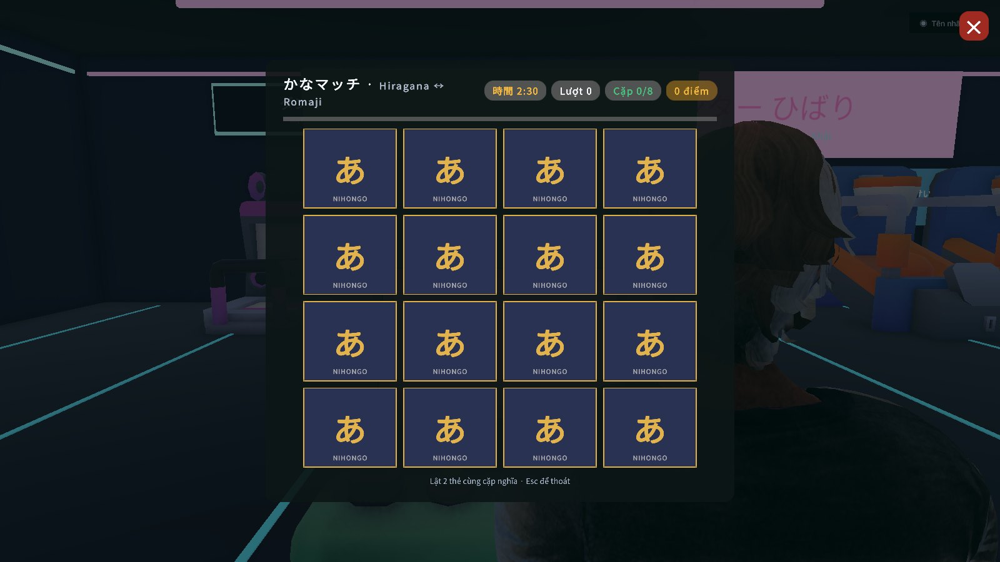 Tên nhâ
かなマッチ · Hiragana ↔
Romaji
時間 2:30
Lượt 0
Cặp 0/8
0 điểm
ー ひばり
けい
あ
NIHONGO
あ
NIHONGO
あ
NIHONGO
あ
NIHONGO
あ
NIHONGO
あ
NIHONGO
あ
NIHONGO
あ
NIHONGO
あ
NIHONGO
あ
NIHONGO
あ
NIHONGO
あ
NIHONGO
あ
NIHONGO
あ
NIHONGO
あ
NIHONGO
あ
NIHONGO
Lật 2 thẻ cùng cặp nghĩa · Esc để thoát